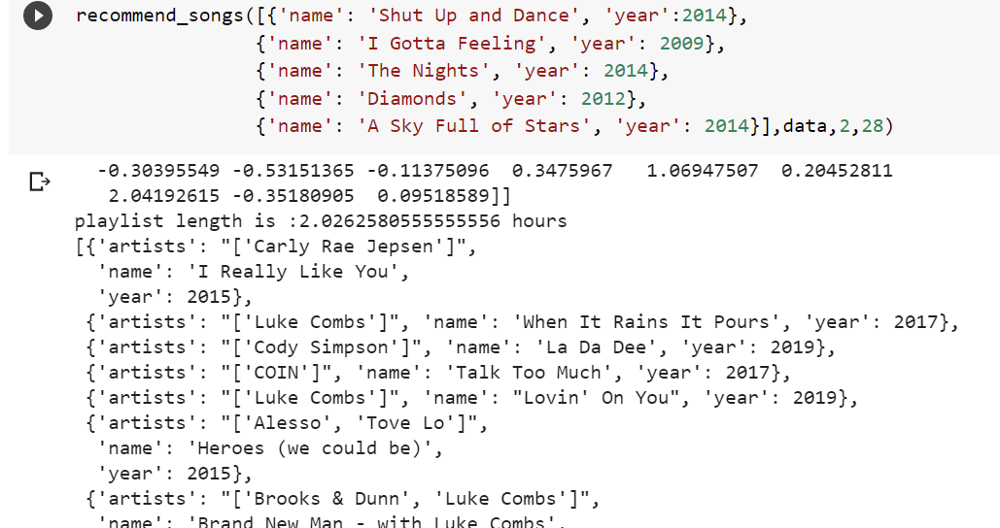 recommend_songs([{'name': 'Shut Up and Dance', 'year':2014},
{'name': 'I Gotta Feeling', 'year': 2009},
{'name': 'The Nights', 'year': 2014},
{'name': 'Diamonds', 'year': 2012},
{'name': 'A Sky Full of Stars', 'year': 2014}],data,2,28)
-0.30395549 -0.53151365 -0.11375096 0.3475967 1.06947507 0.20452811
2.04192615 -0.35180905 0.09518589]]
playlist length is :2.0262580555555556 hours
[{'artists': "['Carly Rae Jepsen']",
'name': 'I Really Like You',
'year': 2015},
{'artists': "['Luke Combs']", 'name': 'When It Rains It Pours', 'year': 2017},
{'artists': "['Cody Simpson']", 'name': 'La Da Dee', 'year': 2019},
{'artists': "['COIN']", 'name': 'Talk Too Much', 'year': 2017},
{'artists': "['Luke Combs']", 'name': "Lovin' On You", 'year': 2019},
{'artists': "['Alesso', 'Tove Lo']",
'name': 'Heroes (we could be)',
'year': 2015},
{'artists': "['Brooks & Dunn', 'Luke Combs']",
'name': 'Brand New Man - with Luke Combs',